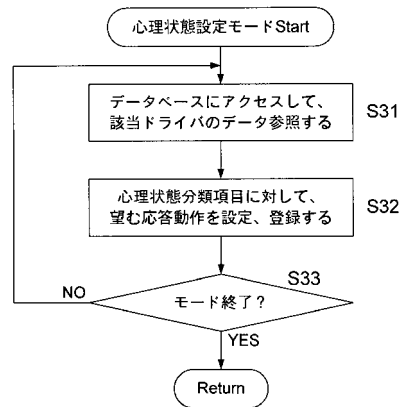 心理状態設定モードStart
データベースにアクセスして、
該当ドライバのデータ参照する
S31
心理状態分類項目に対して、
望む応答動作を設定、登録する
S32
S33
モード終了?
NO
YES
Return